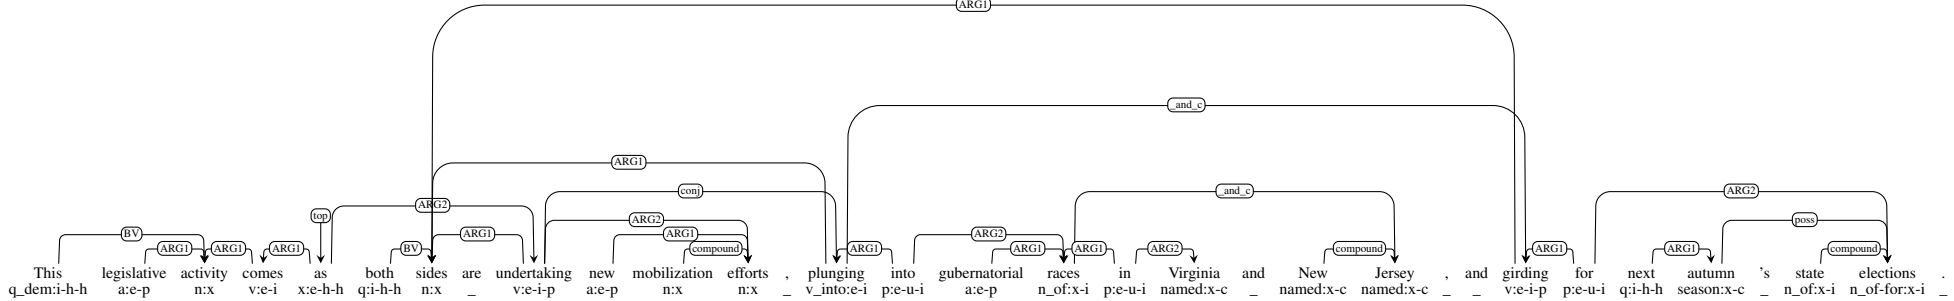 ARG1
_and_c
ARG1
conj _and_c ARG2
top ARG2 ARG2 poss
BV ARG1 ARG1 ARG2
ARG1 ARG1 ARG1 BV compound ARG1 ARG1 ARG1 ARG2 compound ARG1 ARG1 compound
This legislative activity comes as both sides are undertaking new mobilization efforts , plunging into gubernatorial races in Virginia and New Jersey , and girding for next autumn 's state elections .
q_dem:i-h-h a:e-p n:x v:e-i x:e-h-h q:i-h-h n:x _ v:e-i-p a:e-p n:x n:x _ v_into:e-i p:e-u-i a:e-p n_of:x-i p:e-u-i named:x-c _ named:x-c named:x-c _ _ v:e-i-p p:e-u-i q:i-h-h season:x-c _ n_of:x-i n_of-for:x-i _